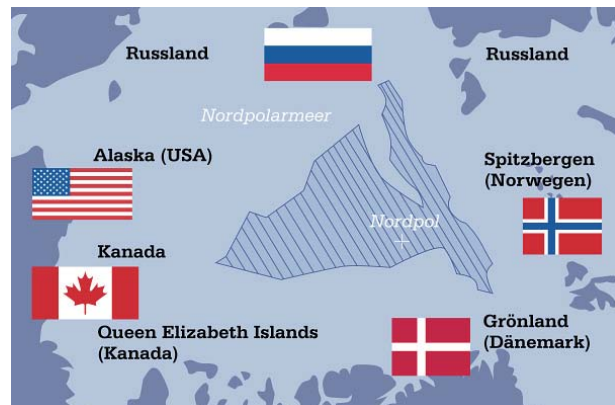 Russland
Russland
Nordpolarmeer
Alaska (USA)
Spitzbergen
(Norwegen)
Nordpol
Kanada
Queen Elizabeth Islands
(Kanada)
Grönland
(Dänemark)